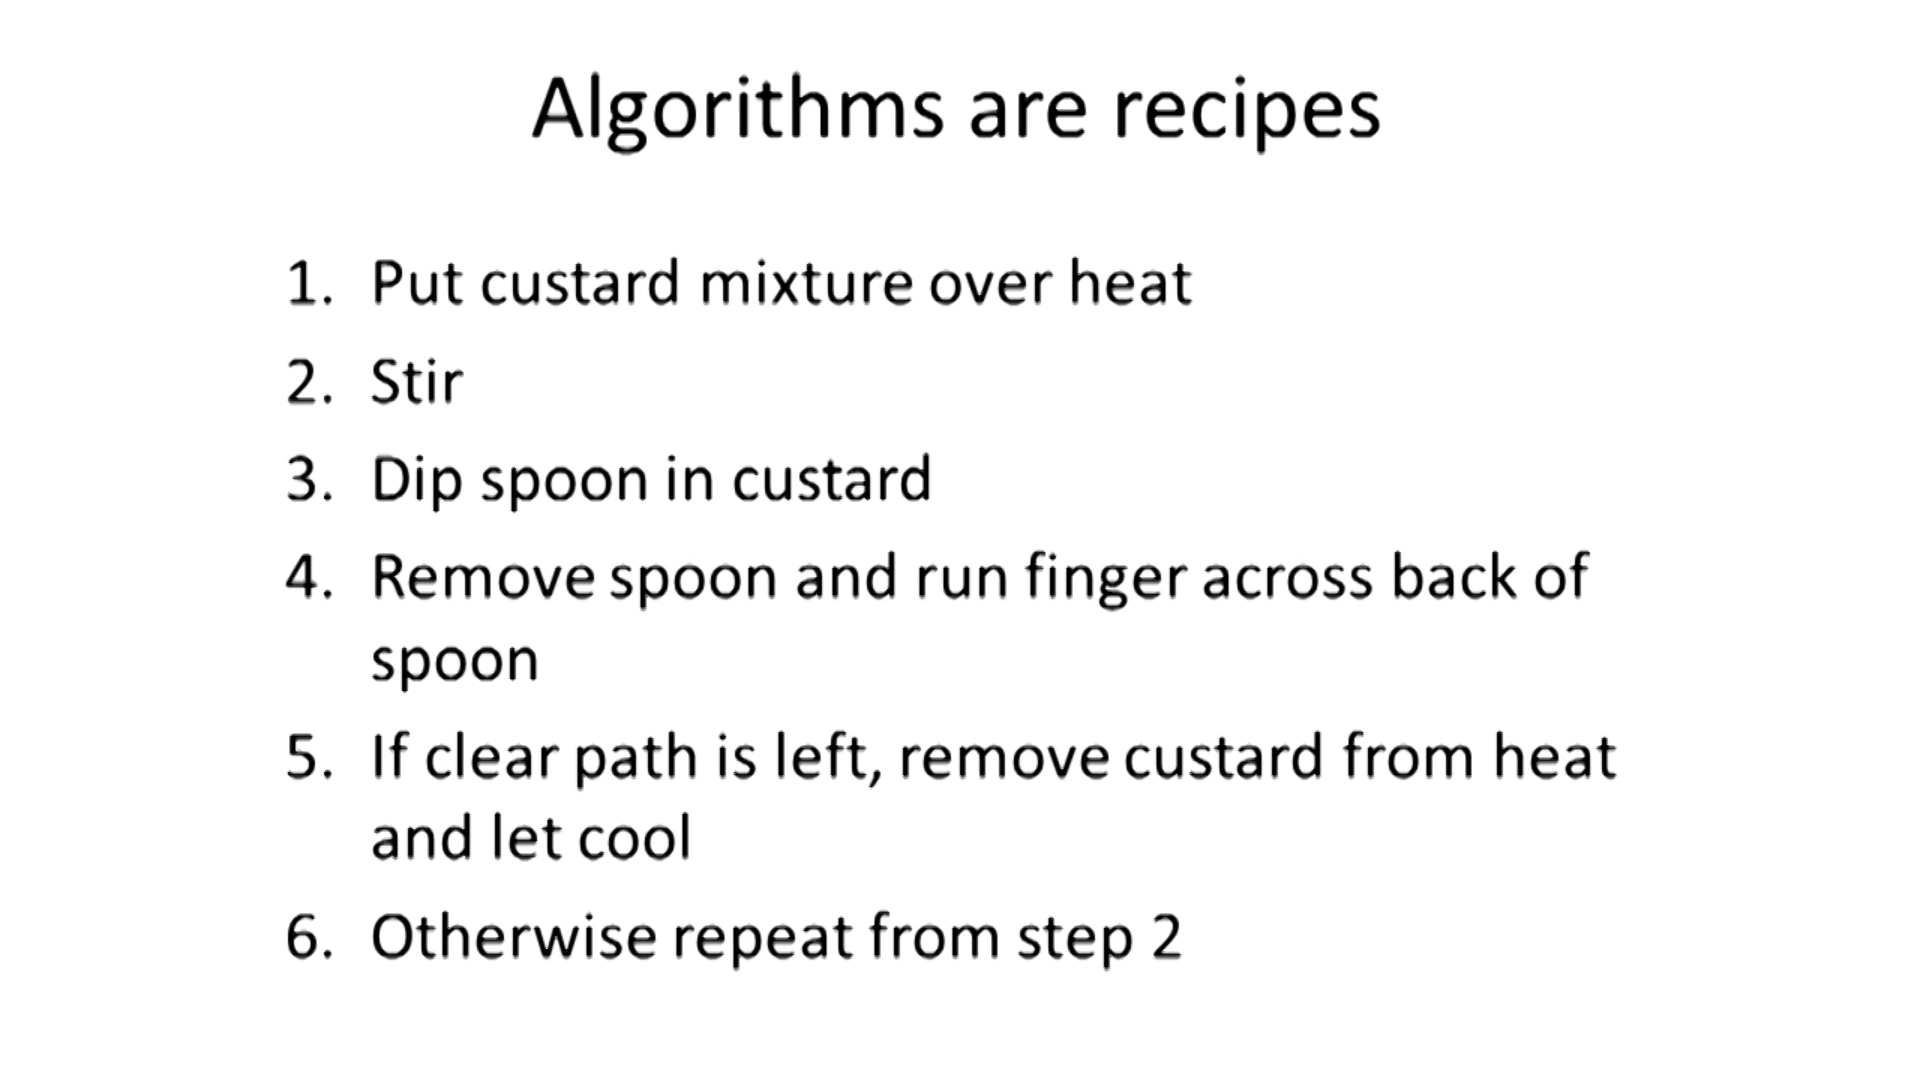 Algorithms are recipes
1. Put custard mixture over heat
2. Stir
3. Dip spoon in custard
4. Remove spoon and run finger across back of
spoon
5. If clear path is left, remove custard from heat
and let cool
6. Otherwise repeat from step 2